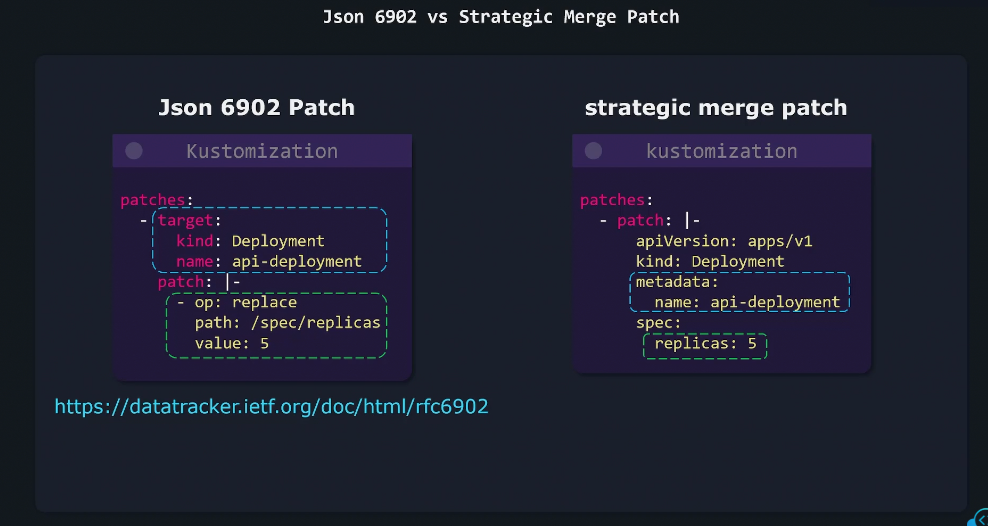 Json 6902 vs Strategic Merge Patch
Json 6902 Patch
Kustomization
patches:
- target:
kind: Deployment
name: api-deployment
patch: |-
- op: replace
path: /spec/replicas
value: 5
https://datatracker.ietf.org/doc/html/rfc6902
strategic merge patch
kustomization
patches:
- patch: |-
apiVersion: apps/v1
kind: Deployment
metadata:
name: api-deployment
spec:
replicas: 5